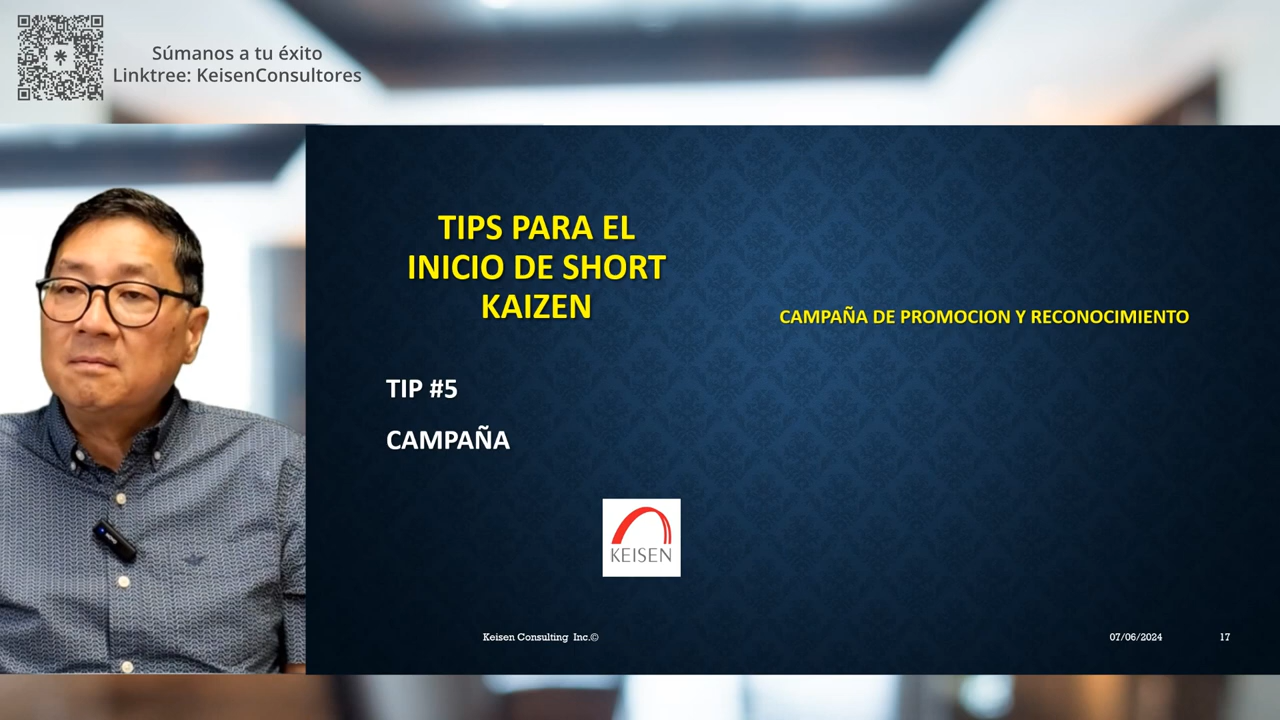 Súmanos a tu éxito
Linktree: KeisenConsultores
TIPS PARA EL
INICIO DE SHORT
KAIZEN
CAMPAÑA DE PROMOCION Y RECONOCIMIENTO
TIP #5
CAMPAÑA
KEISEN
Keisen Consulting Inc.©
07/06/2024
17